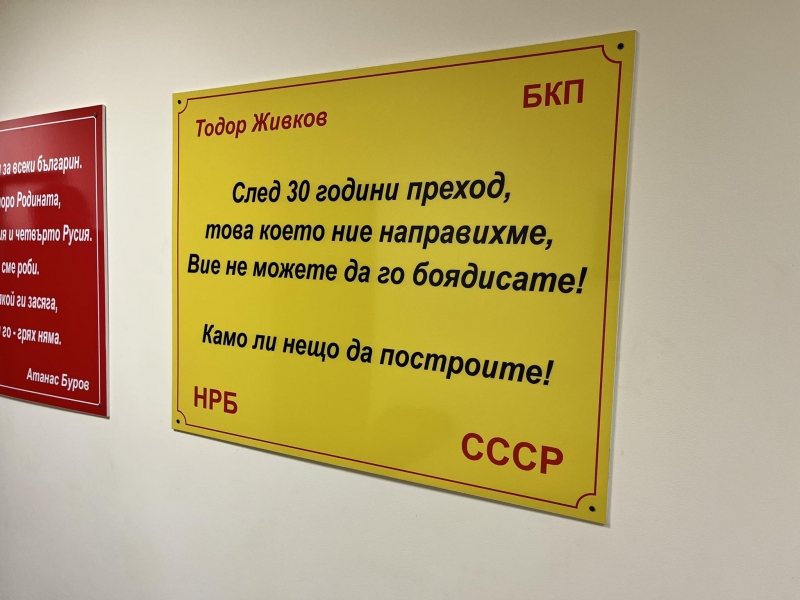 за всеки българин.
Родината,
и четвърто Русия.
сме роби.
ги засяга,
го - грях няма.
Атанас Буров
Тодор Живков
БКП
След 30 години преход,
това което ние направихме,
Вие не можете да го боядисате!
Камо ли нещо да построите!
НРБ
СССР